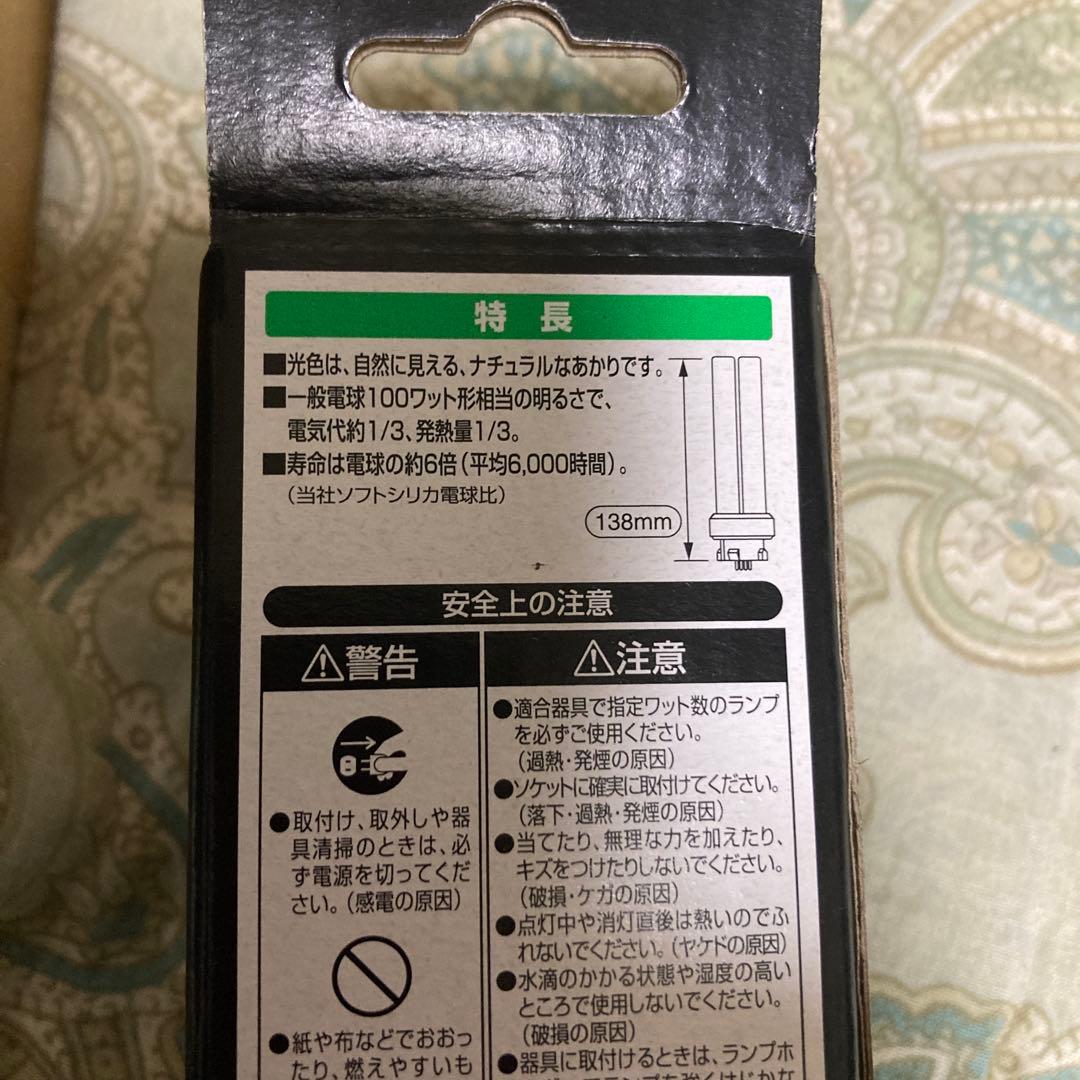 特長
■光色は、自然に見える、ナチュラルなあかりです。
■一般電球100ワット形相当の明るさで、
電気代約1/3、発熱量1/3。
■寿命は電球の約6倍（平均6,000時間）。
（当社ソフトシリカ電球比）
138mm
安全上の注意
⚠警告
●取付け、取外しや器
具清掃のときは、必
ず電源を切ってくだ
さい。（感電の原因）
●紙や布などでおおっ
たり、燃えやすいも
⚠注意
●適合器具で指定ワット数のランプ
を必ずご使用ください。
（過熱・発煙の原因）
●ソケットに確実に取付けてください。
（落下・過熱・発煙の原因）
●当てたり、無理な力を加えたり、
キズをつけたりしないでください。
（破損・ケガの原因）
●点灯中や消灯直後は熱いのでふ
れないでください。（ヤケドの原因）
●水滴のかかる状態や湿度の高い
ところで使用しないでください。
（破損の原因）
●器具に取付けるときは、ランプホ